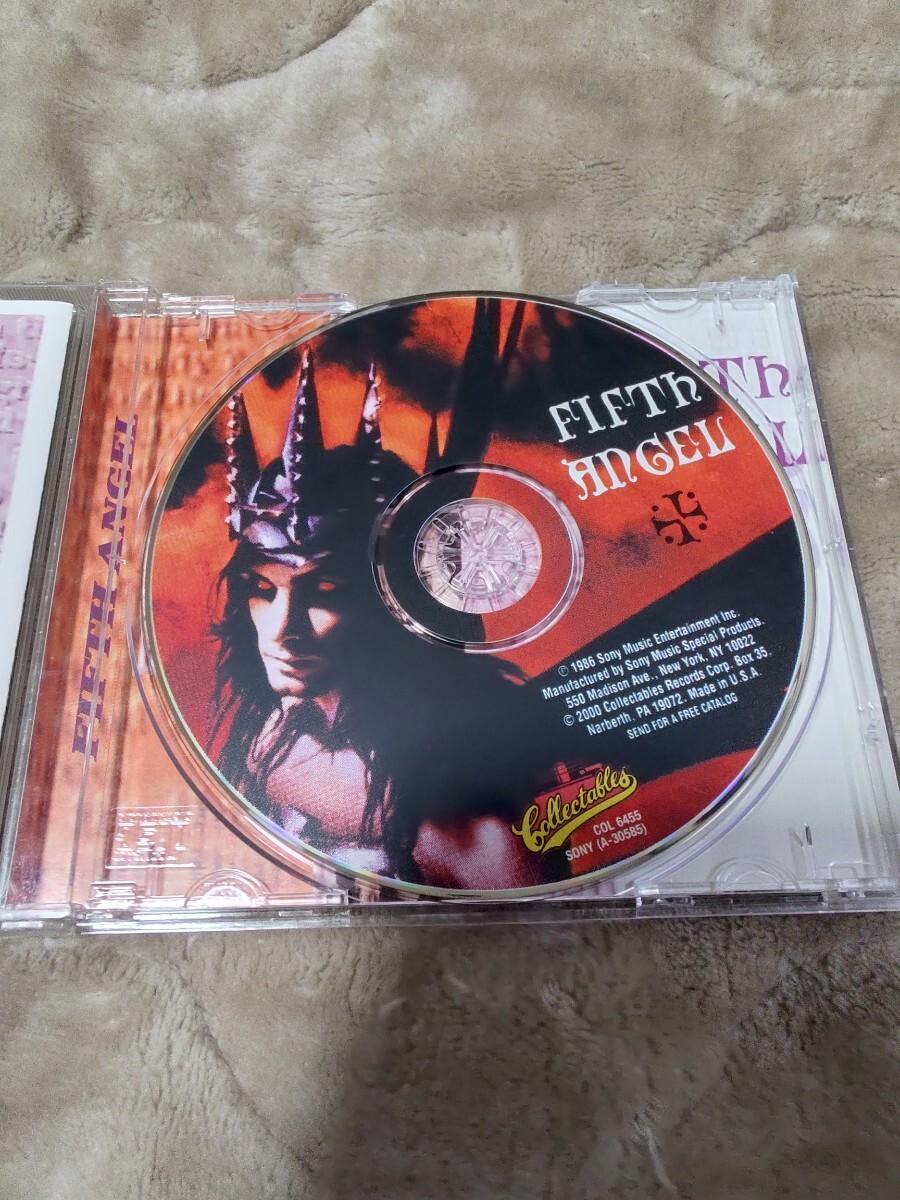 FIFTH ANGEL
FIFTH
ANGEL
TH
L
℗ 1986 Sony Music Entertainment Inc.
Manufactured by Sony Music Special Products.
550 Madison Ave., New York, NY 10022
© 2000 Collectables Records Corp. Box 35.
Narberth, PA 19072. Made in U.S.A.
SEND FOR A FREE CATALOG
Collectables
COL 6455
SONY (A-30585)